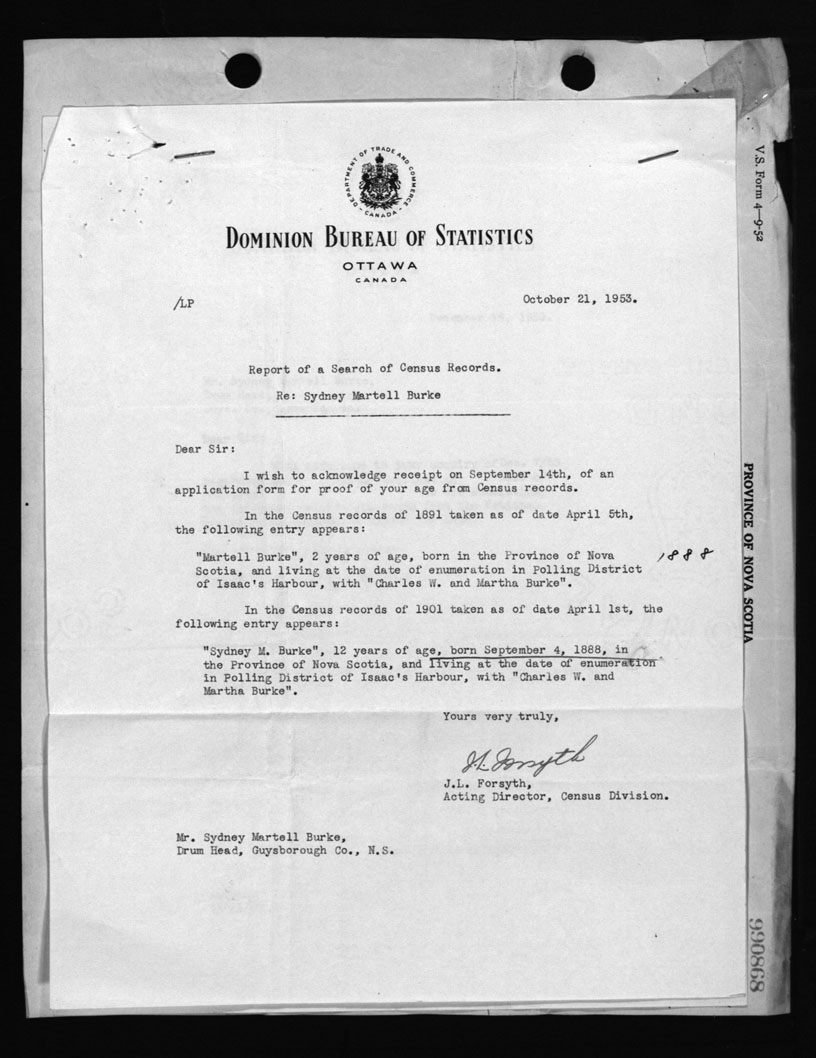 DEPARTMENT OF TRADE AND COMMERCE
CANADA
DOMINION BUREAU OF STATISTICS
OTTAWA
CANADA
/LP
October 21, 1953.
Report of a Search of Census Records.
Re: Sydney Martell Burke
Dear Sir:
I wish to acknowledge receipt on September 14th, of an
application form for proof of your age from Census records.
In the Census records of 1891 taken as of date April 5th,
the following entry appears:
"Martell Burke", 2 years of age, born in the Province of Nova
Scotia, and living at the date of enumeration in Polling District
of Isaac's Harbour, with "Charles W. and Martha Burke".
1888
In the Census records of 1901 taken as of date April 1st, the
following entry appears:
"Sydney M. Burke", 12 years of age, born September 4, 1888, in
the Province of Nova Scotia, and living at the date of enumeration
in Polling District of Isaac's Harbour, with "Charles W. and
Martha Burke".
Yours very truly,
J.L. Forsyth
J.L. Forsyth,
Acting Director, Census Division.
Mr. Sydney Martell Burke,
Drum Head, Guysborough Co., N.S.
V.S. Form 4—9-52
PROVINCE OF NOVA SCOTIA
990868